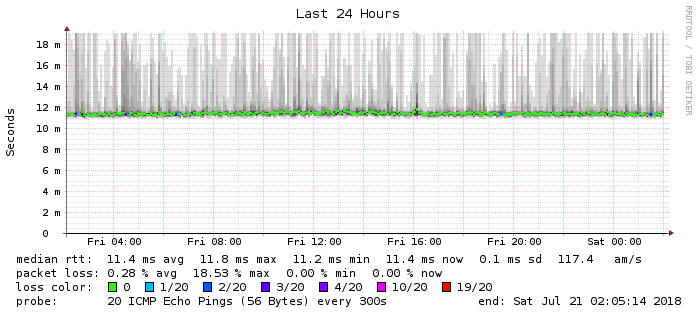 Last 24 Hours
RRDTOOL / TOBI OETIKER
Seconds
18 m
16 m
14 m
12 m
10 m
8 m
6 m
4 m
2 m
0
Fri 04:00 Fri 08:00 Fri 12:00 Fri 16:00 Fri 20:00 Sat 00:00
median rtt: 11.4 ms avg 11.8 ms max 11.2 ms min 11.4 ms now 0.1 ms sd 117.4 am/s
packet loss: 0.28 % avg 18.53 % max 0.00 % min 0.00 % now
loss color: 0 1/20 2/20 3/20 4/20 10/20 19/20
probe: 20 ICMP Echo Pings (56 Bytes) every 300s end: Sat Jul 21 02:05:14 2018